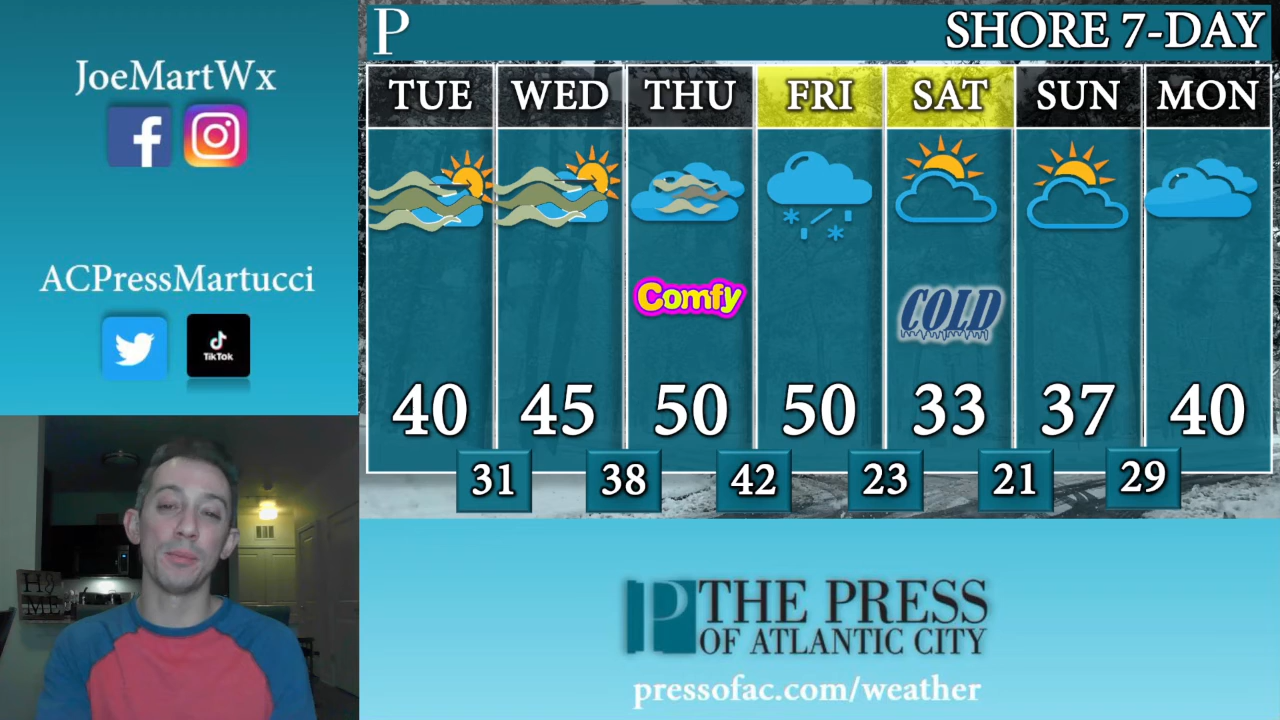 JoeMartWx
ACPressMartucci
TikTok
P
SHORE 7-DAY
TUE WED THU FRI SAT SUN MON
Comfy
COLD
40 45 50 50 33 37 40
31 38 42 23 21 29
HOME
P THE PRESS
OF ATLANTIC CITY
pressofac.com/weather